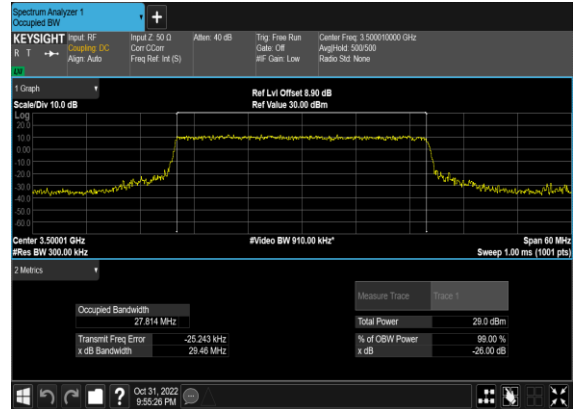 Spectrum Analyzer 1
Occupied BW
+
KEYSIGHT Input: RF Input Z: 50 Ω Atten: 40 dB Trig: Free Run Center Freq: 3.500010000 GHz
R T Coupling: DC Corr CCorr Gate: Off Avg|Hold: 500/500
Align: Auto Freq Ref: Int (S) #IF Gain: Low Radio Std: None
1 Graph
Ref Lvl Offset 8.90 dB
Scale/Div 10.0 dB Ref Value 30.00 dBm
Log
20.0
10.0
0.00
-10.0
-20.0
-30.0
-40.0
-50.0
-60.0
Center 3.50001 GHz #Video BW 910.00 kHz* Span 60 MHz
#Res BW 300.00 kHz Sweep 1.00 ms (1001 pts)
2 Metrics
Measure Trace Trace 1
Occupied Bandwidth
27.814 MHz Total Power 29.0 dBm
Transmit Freq Error -25.243 kHz % of OBW Power 99.00 %
x dB Bandwidth 29.46 MHz x dB -26.00 dB
? Oct 31, 2022
9:55:26 PM